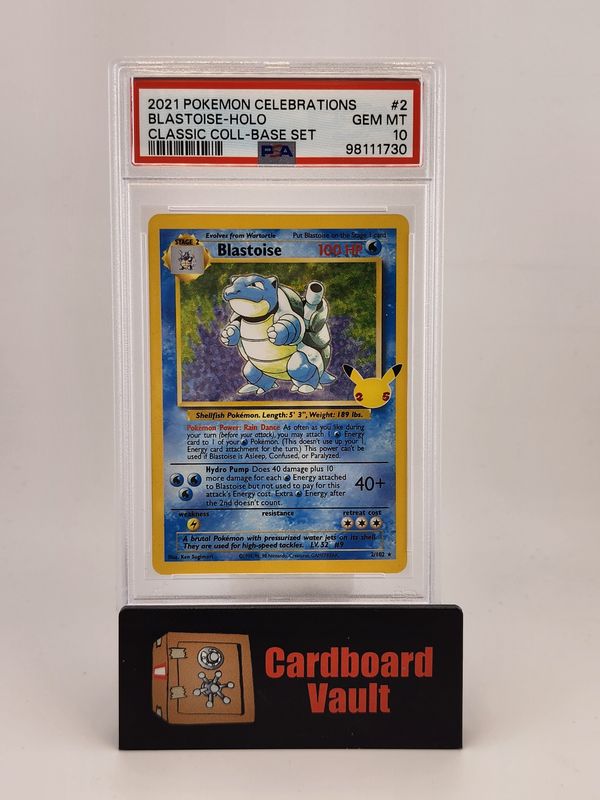 2021 POKEMON CELEBRATIONS #2
BLASTOISE-HOLO GEM MT
CLASSIC COLL-BASE SET 10
PSA 98111730
Evolves from Wartortle Put Blastoise on the Stage 1 card
STAGE 2 Blastoise 100 HP
2 5
Shellfish Pokémon. Length: 5' 3", Weight: 189 lbs.
Pokémon Power: Rain Dance As often as you like during
your turn (before your attack), you may attach 1 Energy
card to 1 of your Pokémon. (This doesn't use up your 1
Energy card attachment for the turn.) This power can't be
used if Blastoise is Asleep, Confused, or Paralyzed.
Hydro Pump Does 40 damage plus 10
more damage for each Energy attached
to Blastoise but not used to pay for this
attack's Energy cost. Extra Energy after
the 2nd doesn't count.
40+
weakness resistance retreat cost
A brutal Pokémon with pressurized water jets on its shell.
They are used for high-speed tackles. LV. 52 #9
Illus. Ken Sugimori 2/102 ★
Cardboard
Vault